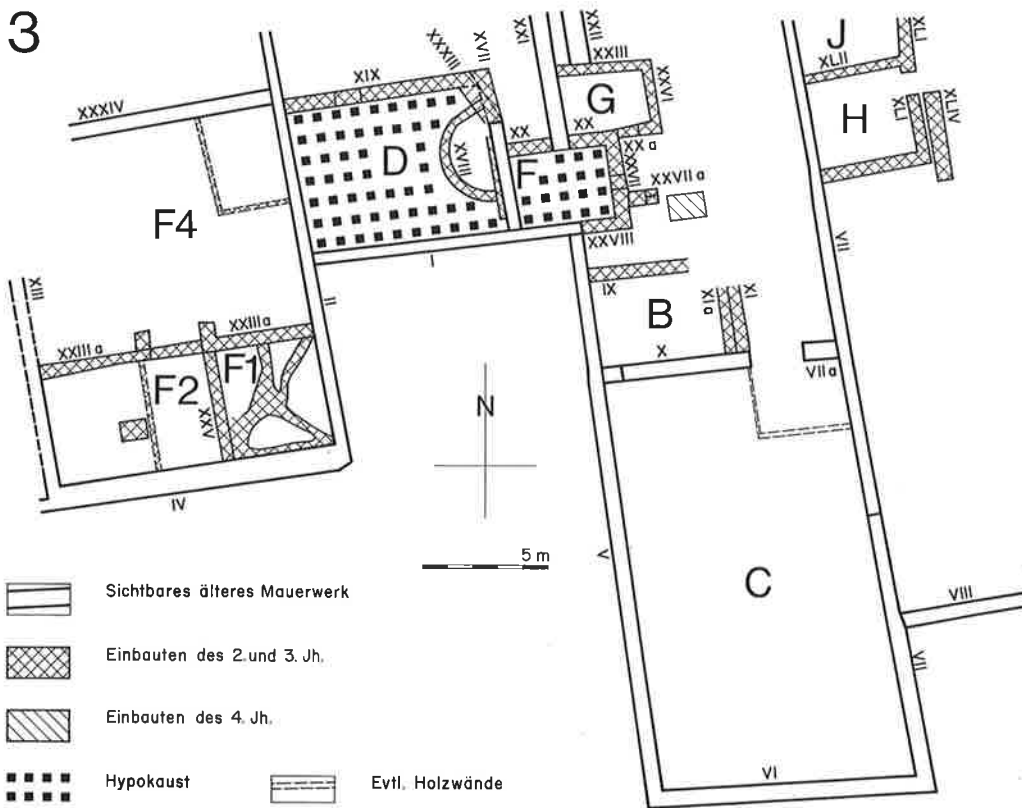 3
XXXIV
XIX
XXXIII
XVII
XXI
XXII
XXIII
XXVI
G
J
XLI
XLII
H
XLI
XLIV
D
XVIII
XX
F
XX
XX a
XXVII
XXVII a
XXVIII
F4
I
II
XIII
IX
B
XI a
XI
X
VII
VII a
XXIII a
XXIII a
F2
F1
XXV
IV
N
5 m
V
C
VIII
VII
VI
Sichtbares älteres Mauerwerk
Einbauten des 2. und 3. Jh.
Einbauten des 4. Jh.
Hypokaust
Evtl. Holzwände